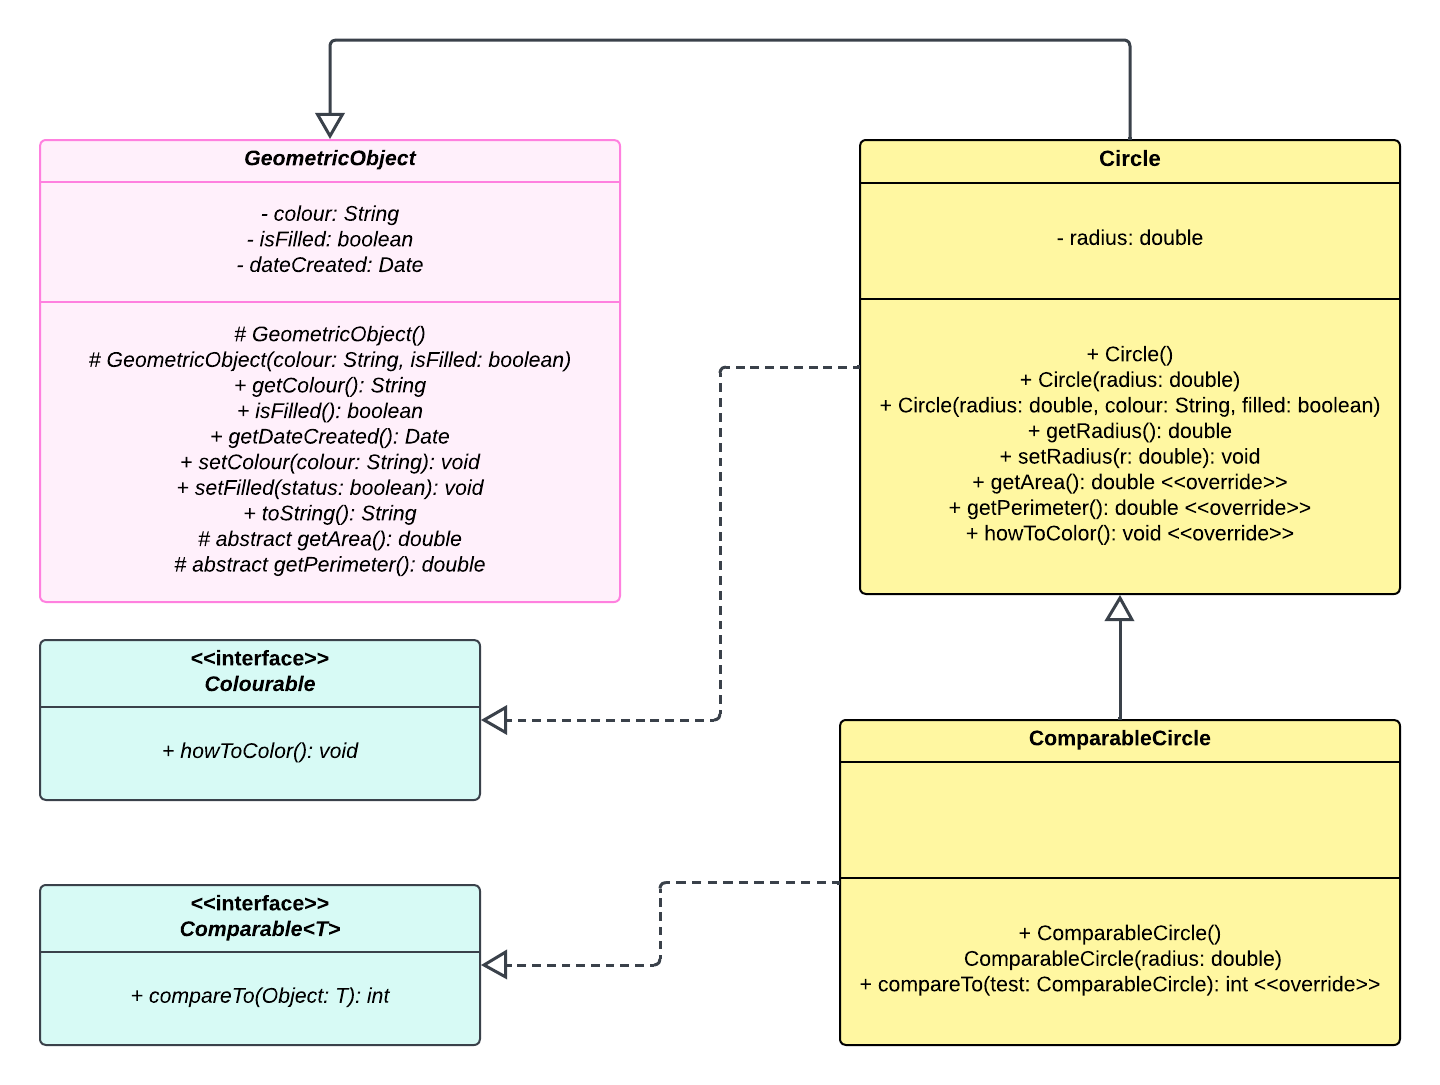 GeometricObject
- colour: String
- isFilled: boolean
- dateCreated: Date
# GeometricObject()
# GeometricObject(colour: String, isFilled: boolean)
+ getColour(): String
+ isFilled(): boolean
+ getDateCreated(): Date
+ setColour(colour: String): void
+ setFilled(status: boolean): void
+ toString(): String
# abstract getArea(): double
# abstract getPerimeter(): double
Circle
- radius: double
+ Circle()
+ Circle(radius: double)
+ Circle(radius: double, colour: String, filled: boolean)
+ getRadius(): double
+ setRadius(r: double): void
+ getArea(): double <<override>>
+ getPerimeter(): double <<override>>
+ howToColor(): void <<override>>
<<interface>>
Colourable
+ howToColor(): void
ComparableCircle
+ ComparableCircle()
ComparableCircle(radius: double)
+ compareTo(test: ComparableCircle): int <<override>>
<<interface>>
Comparable<T>
+ compareTo(Object: T): int